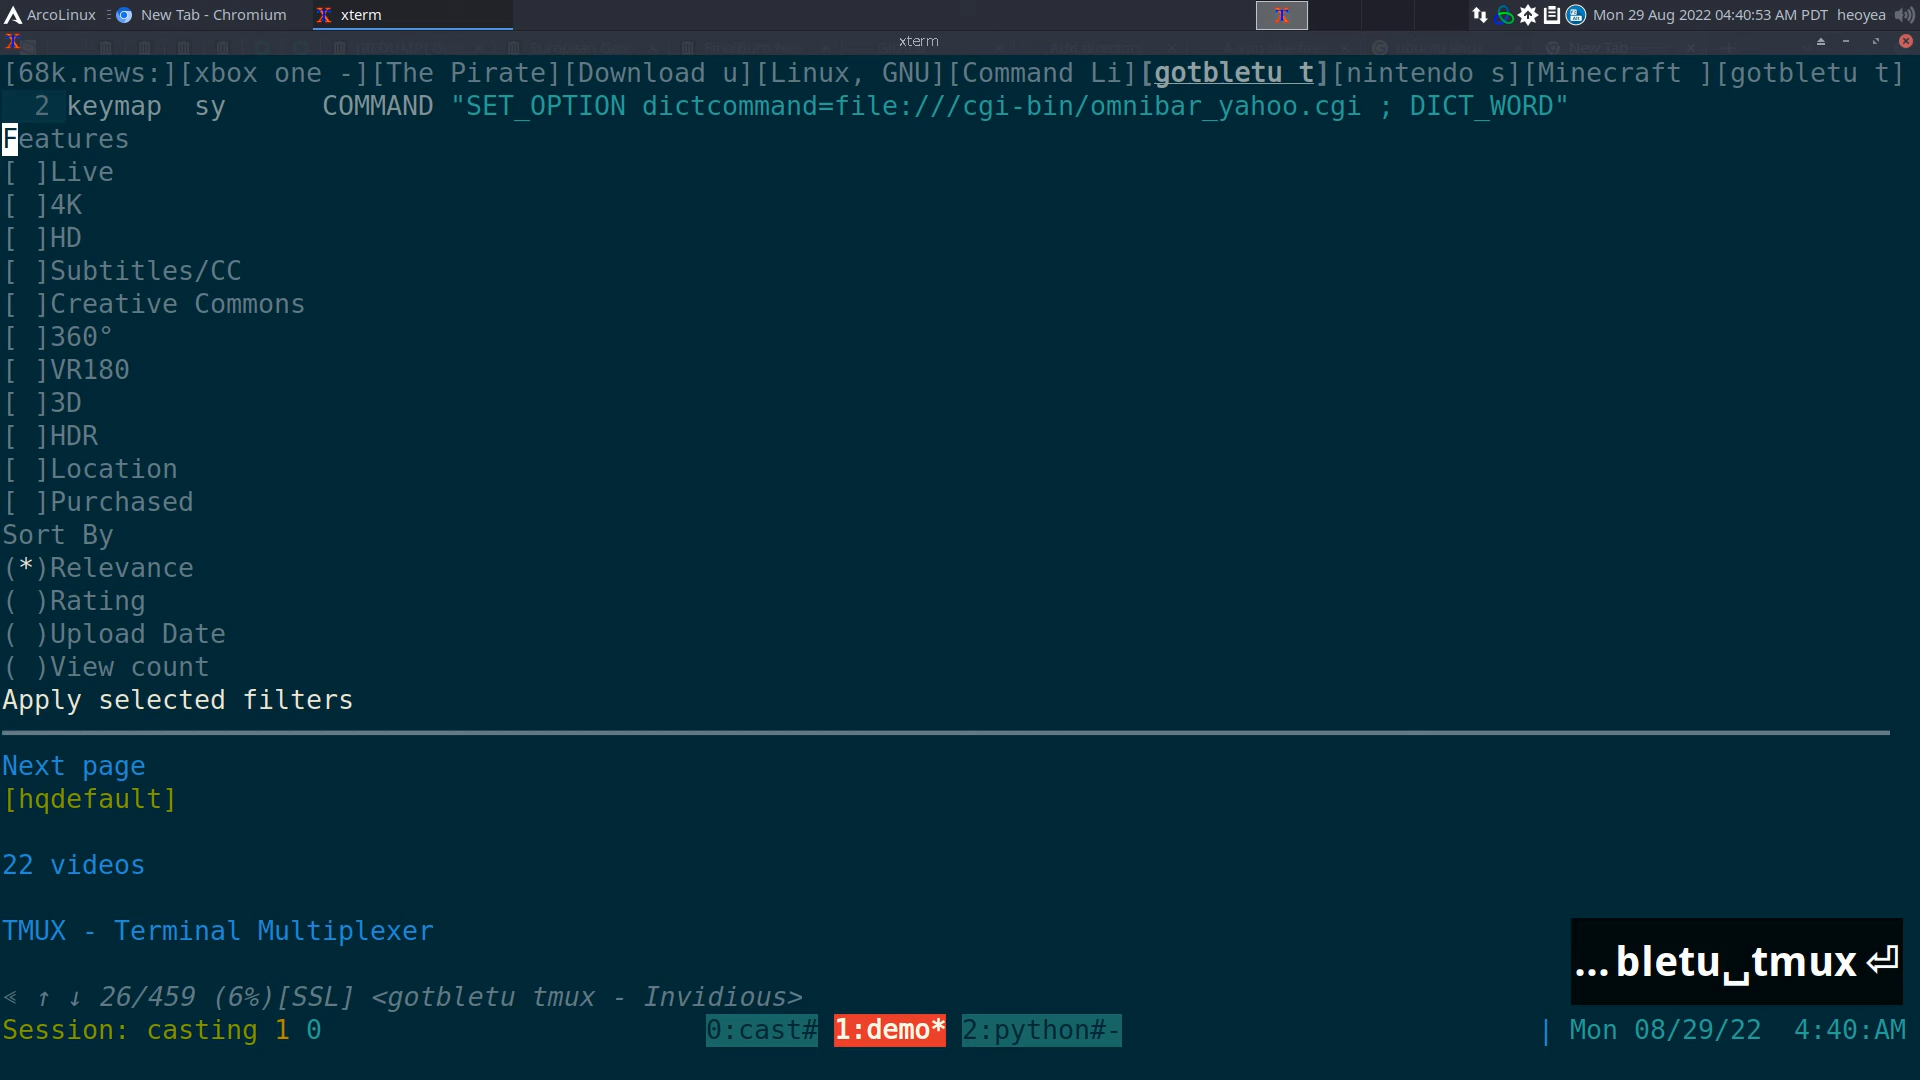 ArcoLinux New Tab - Chromium xterm Mon 29 Aug 2022 04:40:53 AM PDT heoyea
xterm
[68k.news:][xbox one -][The Pirate][Download u][Linux, GNU][Command Li][gotbletu t][nintendo s][Minecraft ][gotbletu t]
2 keymap  sy      COMMAND "SET_OPTION dictcommand=file:///cgi-bin/omnibar_yahoo.cgi ; DICT_WORD"
Features
[ ]Live
[ ]4K
[ ]HD
[ ]Subtitles/CC
[ ]Creative Commons
[ ]360°
[ ]VR180
[ ]3D
[ ]HDR
[ ]Location
[ ]Purchased
Sort By
(*)Relevance
( )Rating
( )Upload Date
( )View count
Apply selected filters
Next page
[hqdefault]
22 videos
TMUX - Terminal Multiplexer
...bletu␣tmux⏎
≪ ↑ ↓ 26/459 (6%)[SSL] <gotbletu tmux - Invidious>
Session: casting 1 0 0:cast# 1:demo* 2:python#- | Mon 08/29/22  4:40:AM